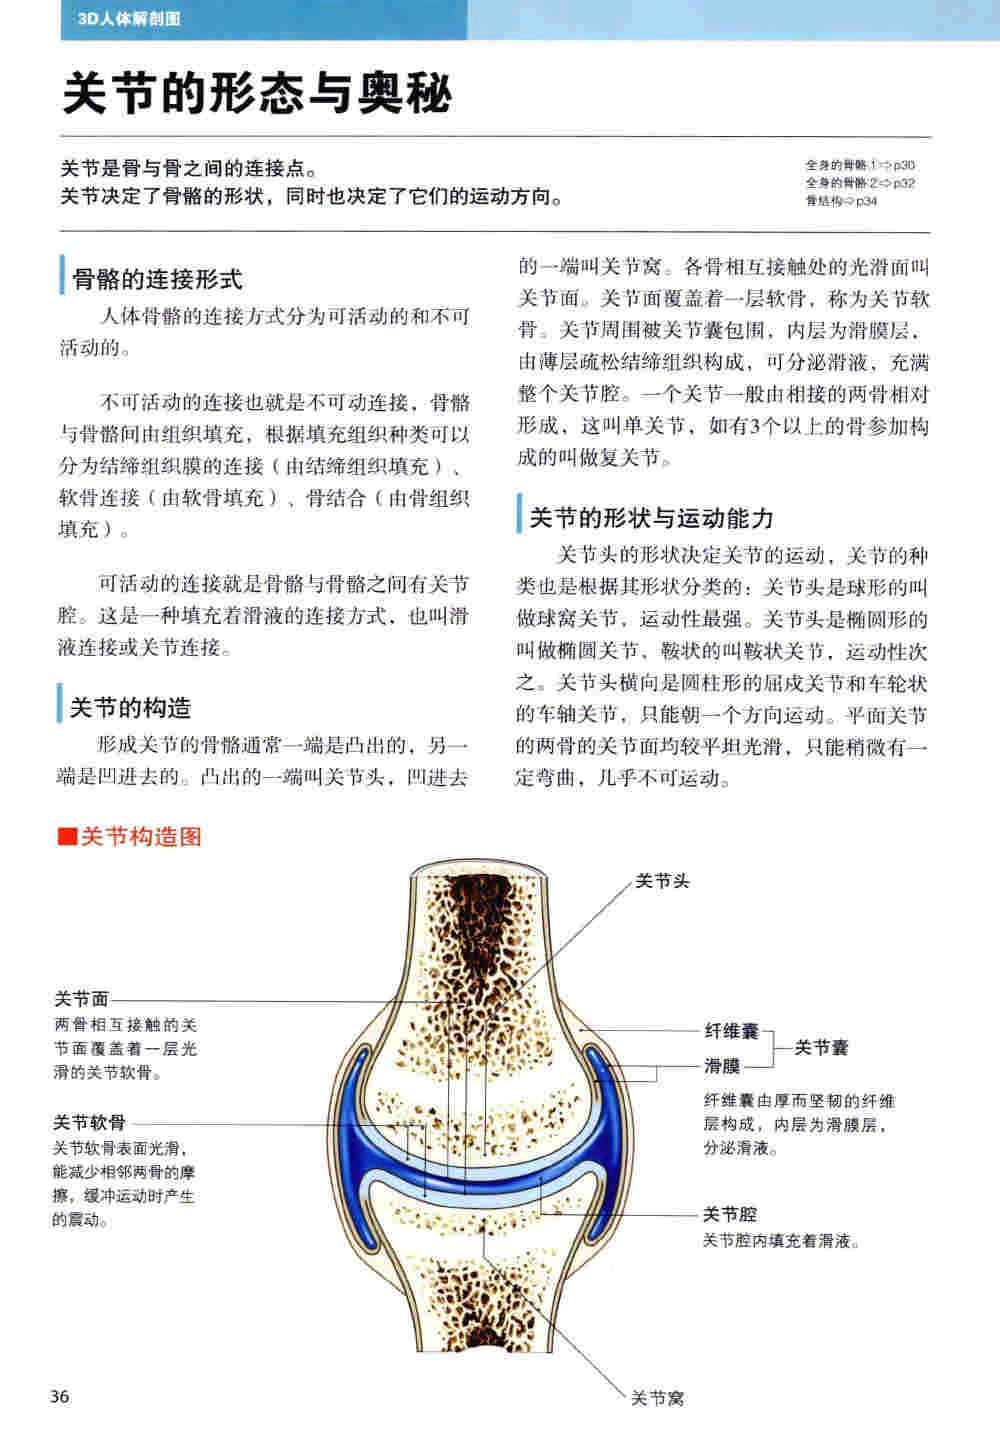 3D人体解剖图
关节的形态与奥秘
关节是骨与骨之间的连接点。
关节决定了骨骼的形状，同时也决定了它们的运动方向。
全身的骨骼①⇨p30
全身的骨骼②⇨p32
骨结构⇨p34
骨骼的连接形式
人体骨骼的连接方式分为可活动的和不可
活动的。
不可活动的连接也就是不可动连接，骨骼
与骨骼间由组织填充，根据填充组织种类可以
分为结缔组织膜的连接（由结缔组织填充）、
软骨连接（由软骨填充）、骨结合（由骨组织
填充）。
可活动的连接就是骨骼与骨骼之间有关节
腔。这是一种填充着滑液的连接方式，也叫滑
液连接或关节连接。
关节的构造
形成关节的骨骼通常一端是凸出的，另一
端是凹进去的。凸出的一端叫关节头，凹进去
的一端叫关节窝。各骨相互接触处的光滑面叫
关节面。关节面覆盖着一层软骨，称为关节软
骨。关节周围被关节囊包围，内层为滑膜层，
由薄层疏松结缔组织构成，可分泌滑液，充满
整个关节腔。一个关节一般由相接的两骨相对
形成，这叫单关节，如有3个以上的骨参加构
成的叫做复关节。
关节的形状与运动能力
关节头的形状决定关节的运动，关节的种
类也是根据其形状分类的：关节头是球形的叫
做球窝关节，运动性最强。关节头是椭圆形的
叫做椭圆关节、鞍状的叫鞍状关节，运动性次
之。关节头横向是圆柱形的屈戍关节和车轮状
的车轴关节，只能朝一个方向运动。平面关节
的两骨的关节面均较平坦光滑，只能稍微有一
定弯曲，几乎不可运动。
■关节构造图
关节头
关节面
两骨相互接触的关
节面覆盖着一层光
滑的关节软骨。
关节软骨
关节软骨表面光滑，
能减少相邻两骨的摩
擦，缓冲运动时产生
的震动。
纤维囊
滑膜
关节囊
纤维囊由厚而坚韧的纤维
层构成，内层为滑膜层，
分泌滑液。
关节腔
关节腔内填充着滑液。
关节窝
36